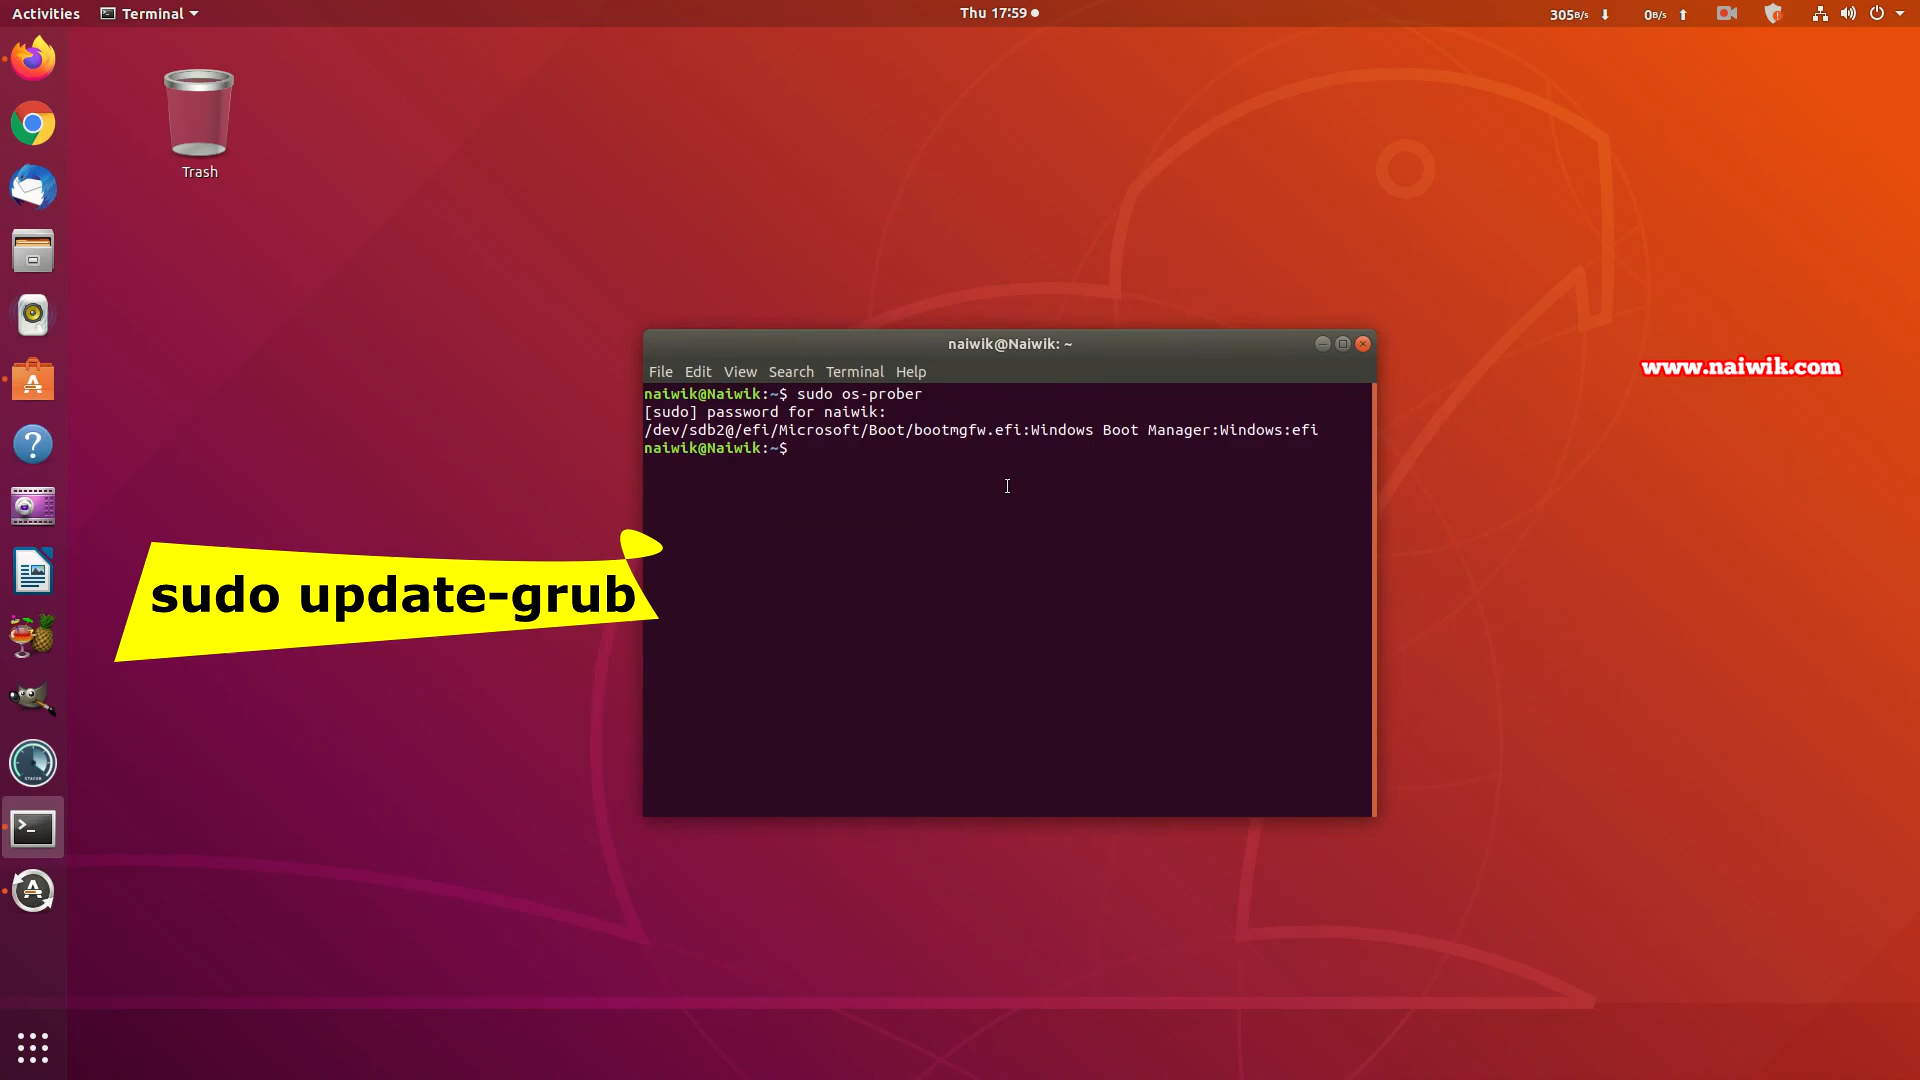 Activities Terminal Thu 17:59 305B/s 0B/s
Trash
naiwik@Naiwik: ~
File Edit View Search Terminal Help
naiwik@Naiwik:~$ sudo os-prober
[sudo] password for naiwik:
/dev/sdb2@/efi/Microsoft/Boot/bootmgfw.efi:Windows Boot Manager:Windows:efi
naiwik@Naiwik:~$
www.naiwik.com
sudo update-grub
STACER